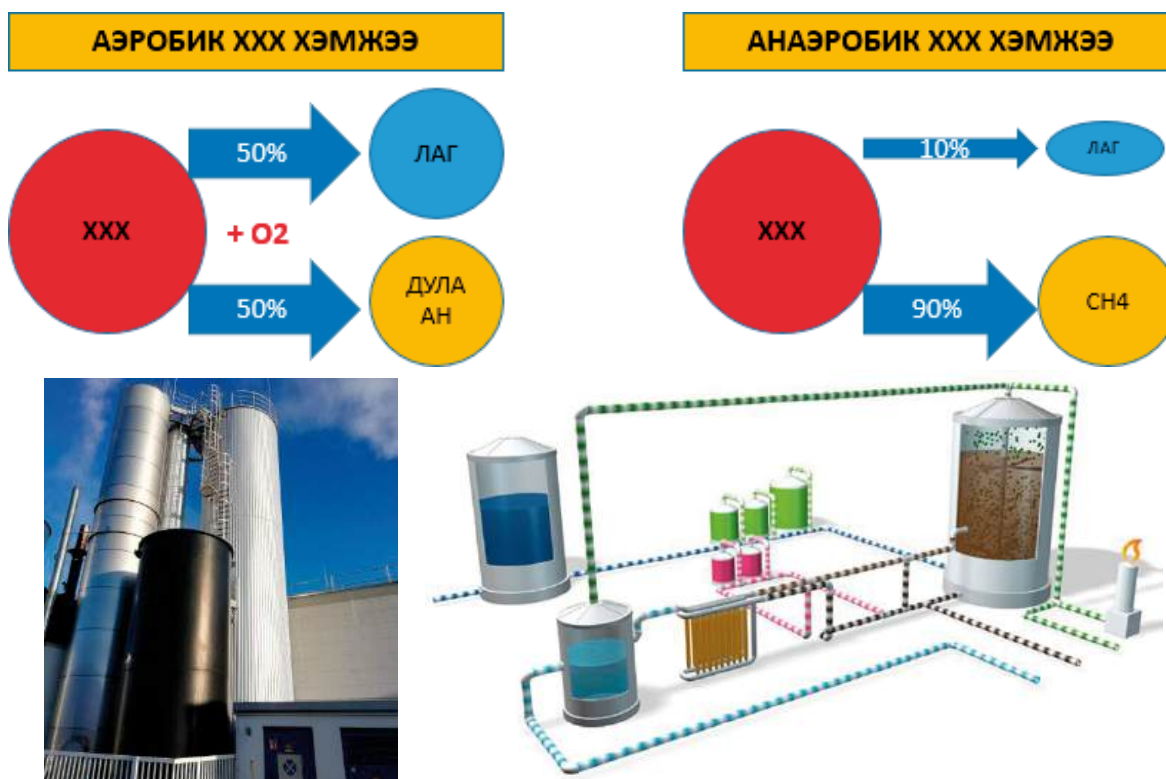 АЭРОБИК ХХХ ХЭМЖЭЭ
АНАЭРОБИК ХХХ ХЭМЖЭЭ
50%
ЛАГ
ХХХ
+ O2
50%
ДУЛА
АН
10%
ЛАГ
ХХХ
90%
CH4